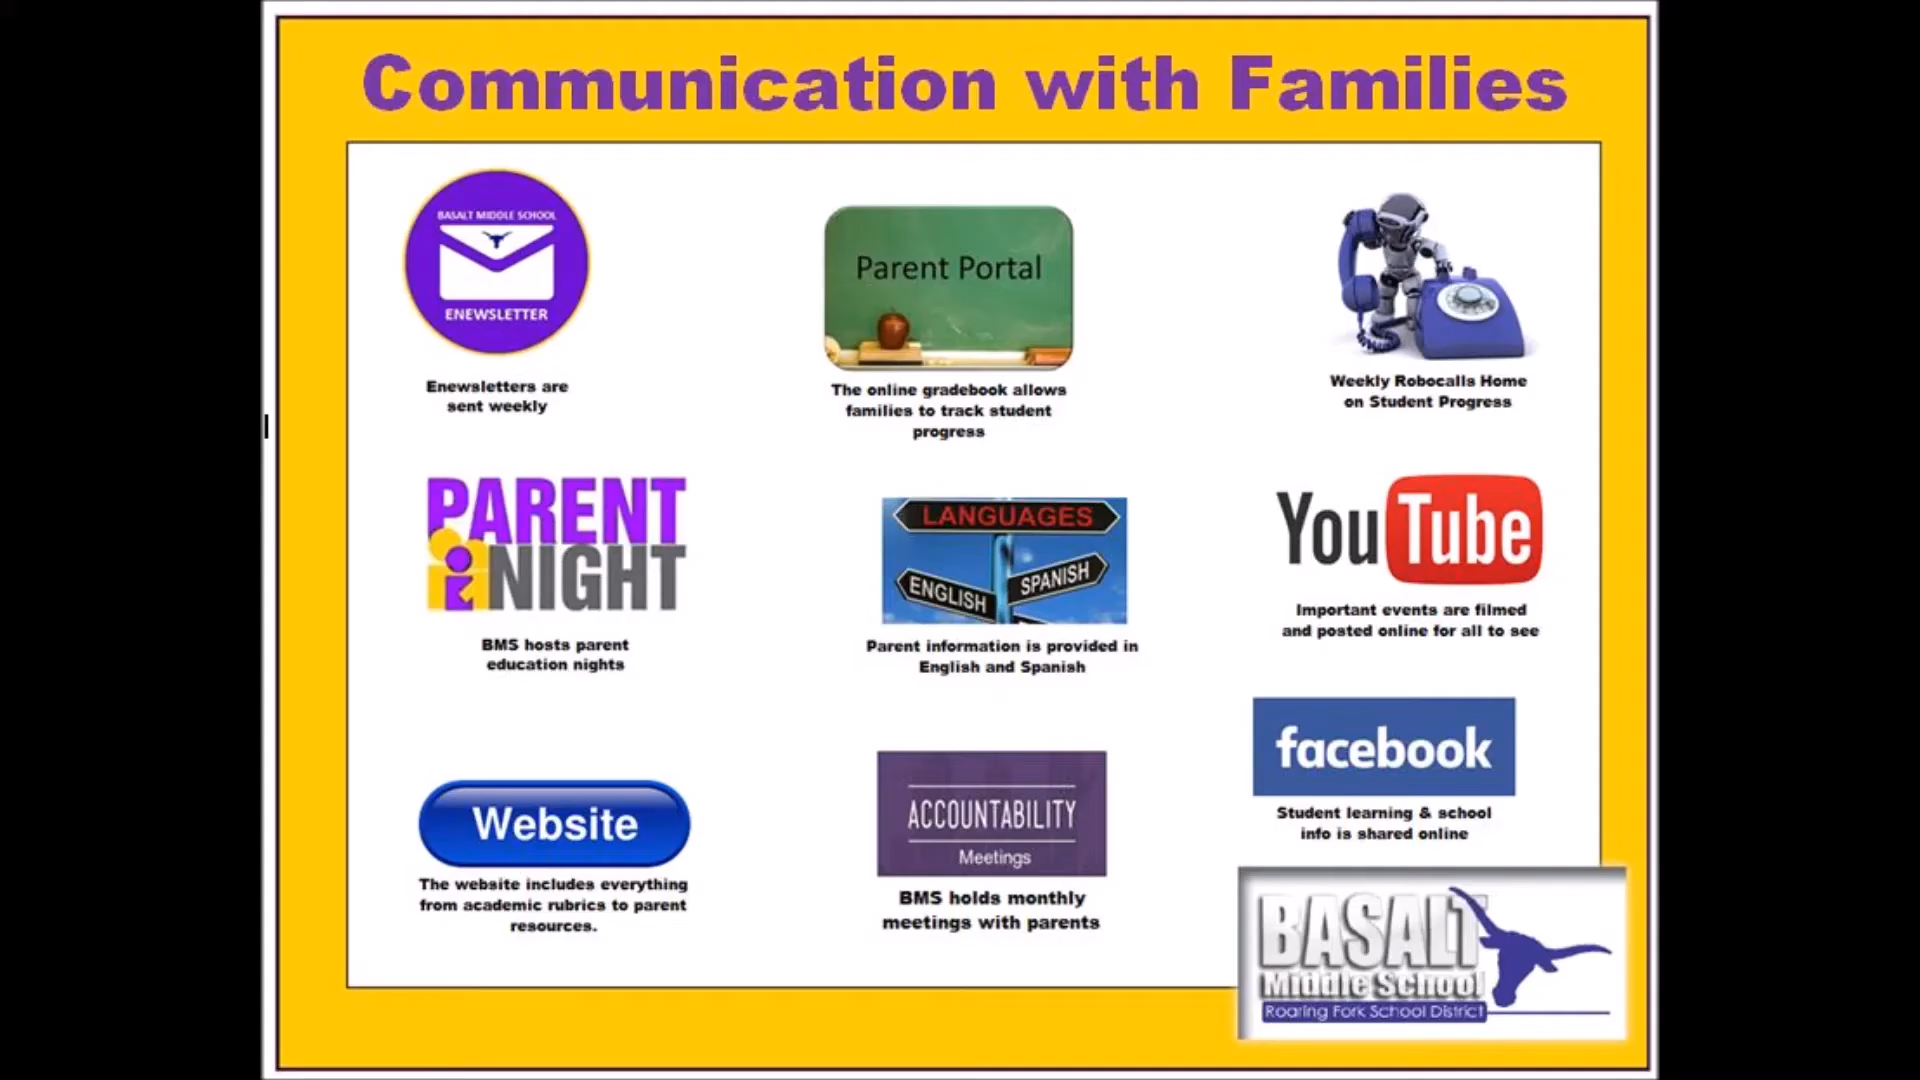 Communication with Families
BASALT MIDDLE SCHOOL
ENEWSLETTER
Enewsletters are
sent weekly
Parent Portal
The online gradebook allows
families to track student
progress
Weekly Robocalls Home
on Student Progress
PARENT
NIGHT
BMS hosts parent
education nights
LANGUAGES
ENGLISH
SPANISH
Parent information is provided in
English and Spanish
YouTube
Important events are filmed
and posted online for all to see
Website
The website includes everything
from academic rubrics to parent
resources.
ACCOUNTABILITY
Meetings
BMS holds monthly
meetings with parents
facebook
Student learning & school
info is shared online
BASALT
Middle School
Roaring Fork School District